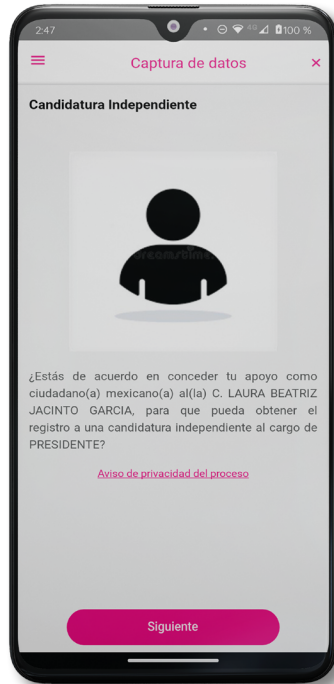 2:47
4G
100 %
Captura de datos
×
Candidatura Independiente
dreamstime
¿Estás de acuerdo en conceder tu apoyo como
ciudadano(a) mexicano(a) al(la) C. LAURA BEATRIZ
JACINTO GARCIA, para que pueda obtener el
registro a una candidatura independiente al cargo de
PRESIDENTE?
Aviso de privacidad del proceso
Siguiente